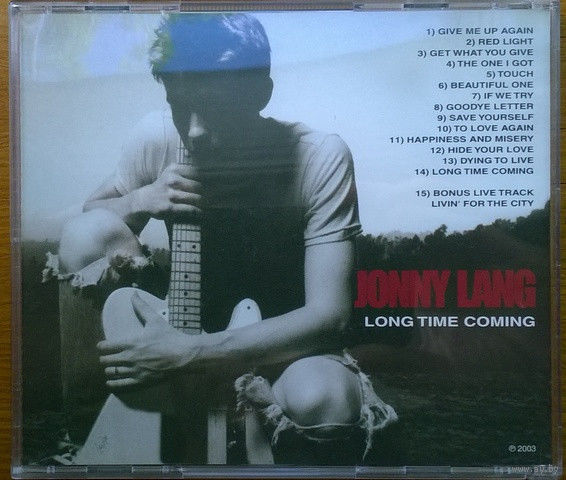 1) GIVE ME UP AGAIN
2) RED LIGHT
3) GET WHAT YOU GIVE
4) THE ONE I GOT
5) TOUCH
6) BEAUTIFUL ONE
7) IF WE TRY
8) GOODYE LETTER
9) SAVE YOURSELF
10) TO LOVE AGAIN
11) HAPPINESS AND MISERY
12) HIDE YOUR LOVE
13) DYING TO LIVE
14) LONG TIME COMING
15) BONUS LIVE TRACK
LIVIN' FOR THE CITY
JONNY LANG
LONG TIME COMING
℗ 2003